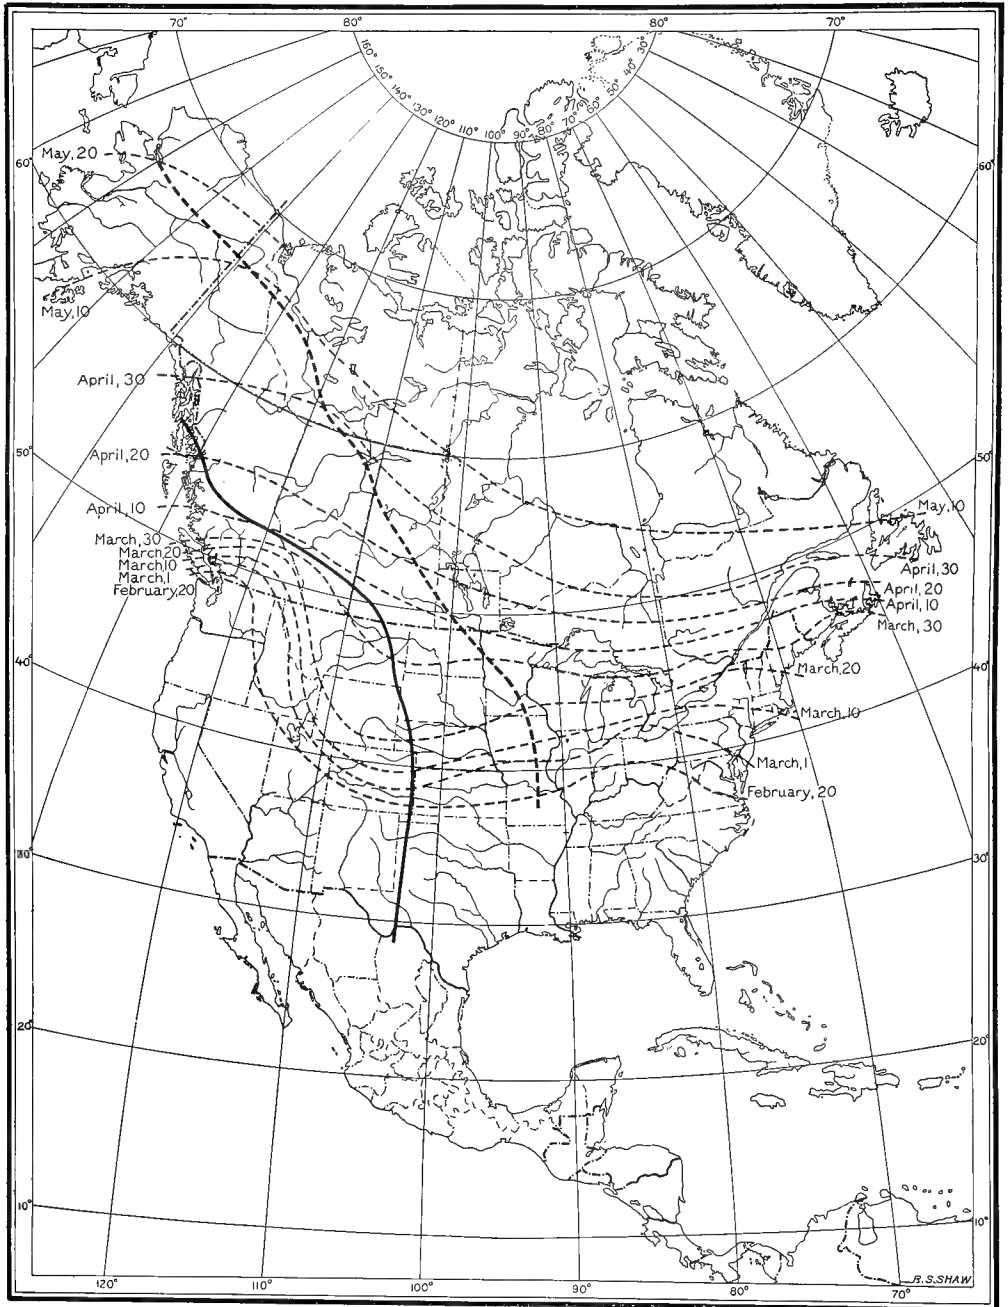 70°
80°
80°
70°
160°
150°
140°
130°
120°
110°
100°
90°
80°
70°
60°
50°
40°
30°
60°
60°
May, 20
May, 10
April, 30
50°
50°
April, 20
April, 10
March, 30
March, 20
March, 10
March, 1
February, 20
May, 10
April, 30
April, 20
April, 10
March, 30
40°
40°
March, 20
March, 10
March, 1
February, 20
30°
30°
20°
20°
10°
10°
R.S.SHAW
120°
110°
100°
90°
80°
70°